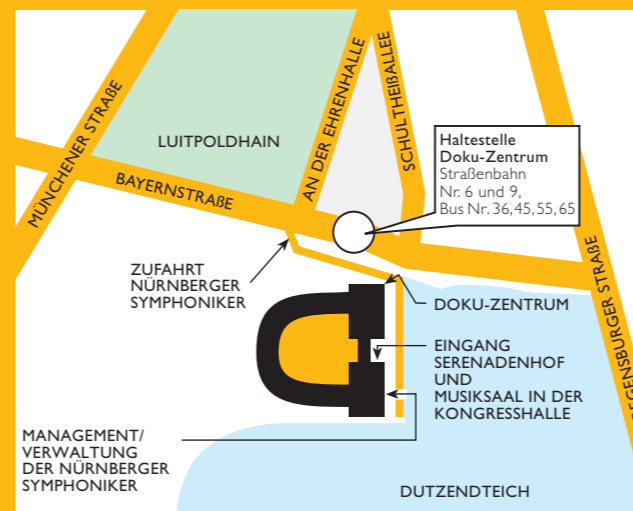 MÜNCHENER STRAßE
LUITPOLDHAIN
AN DER EHRENHALLE
SCHULTHEIßALLEE
Haltestelle
Doku-Zentrum
Straßenbahn
Nr. 6 und 9,
Bus Nr. 36,45,55,65
BAYERNSTRAßE
ZUFAHRT
NÜRNBERGER
SYMPHONIKER
DOKU-ZENTRUM
EGENSBURGER STRAßE
EINGANG
SERENADENHOF
UND
MUSIKSAAL IN DER
KONGRESSHALLE
MANAGEMENT/
VERWALTUNG
DER NÜRNBERGER
SYMPHONIKER
DUTZENDTEICH